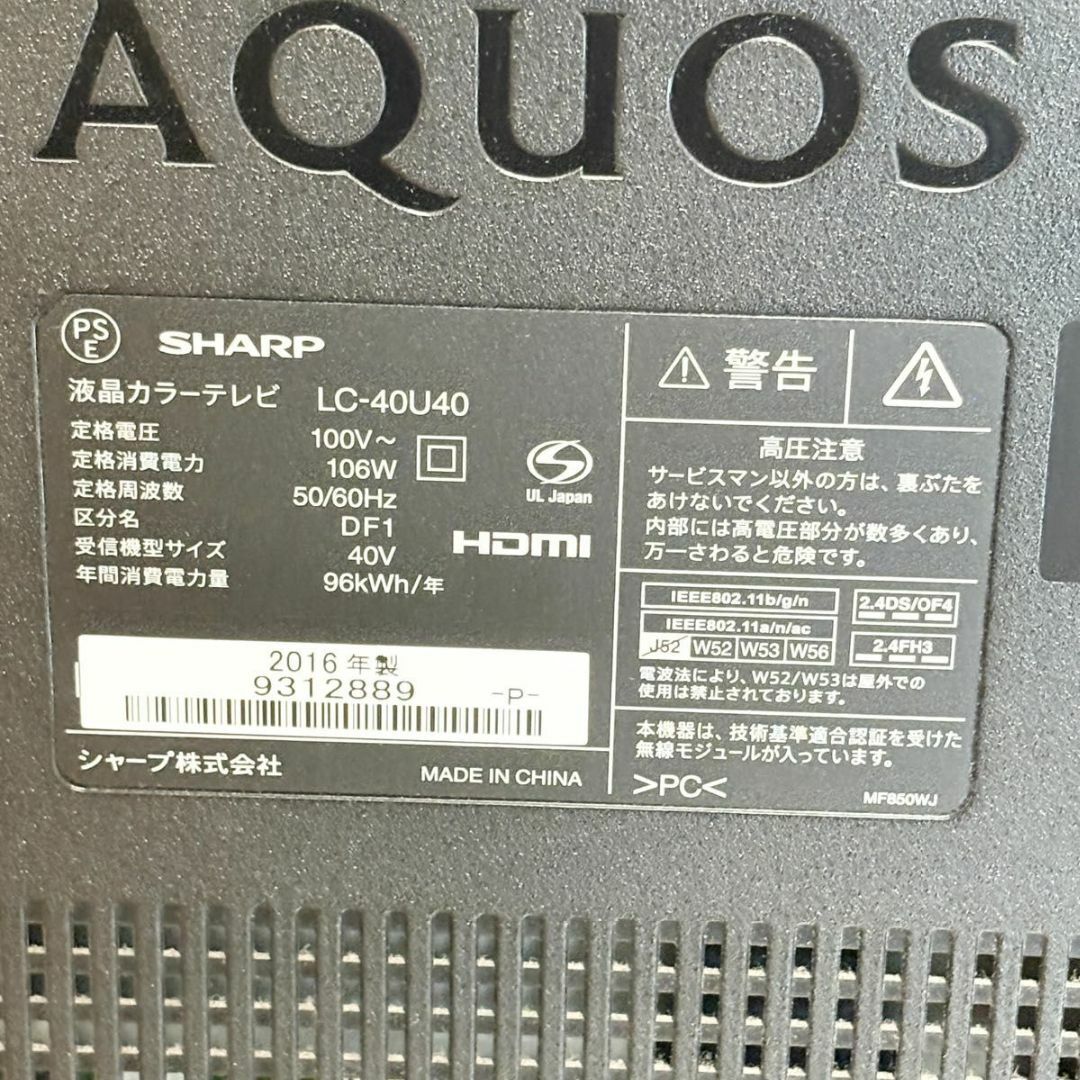 AQUOS
PS
E
SHARP
液晶カラーテレビ LC-40U40
定格電圧 100V～
定格消費電力 106W
定格周波数 50/60Hz
区分名 DF1
受信機型サイズ 40V
年間消費電力量 96kWh/年
UL Japan
HDMI
2016年製
9312889 -P-
シャープ株式会社
MADE IN CHINA
警告
高圧注意
サービスマン以外の方は、裏ぶたを
あけないでください。
内部には高電圧部分が数多くあり、
万一さわると危険です。
IEEE802.11b/g/n
IEEE802.11a/n/ac
J52 W52 W53 W56
2.4DS/OF4
2.4FH3
電波法により、W52/W53は屋外での
使用は禁止されております。
本機器は、技術基準適合認証を受けた
無線モジュールが入っています。
>PC<
MF850WJ